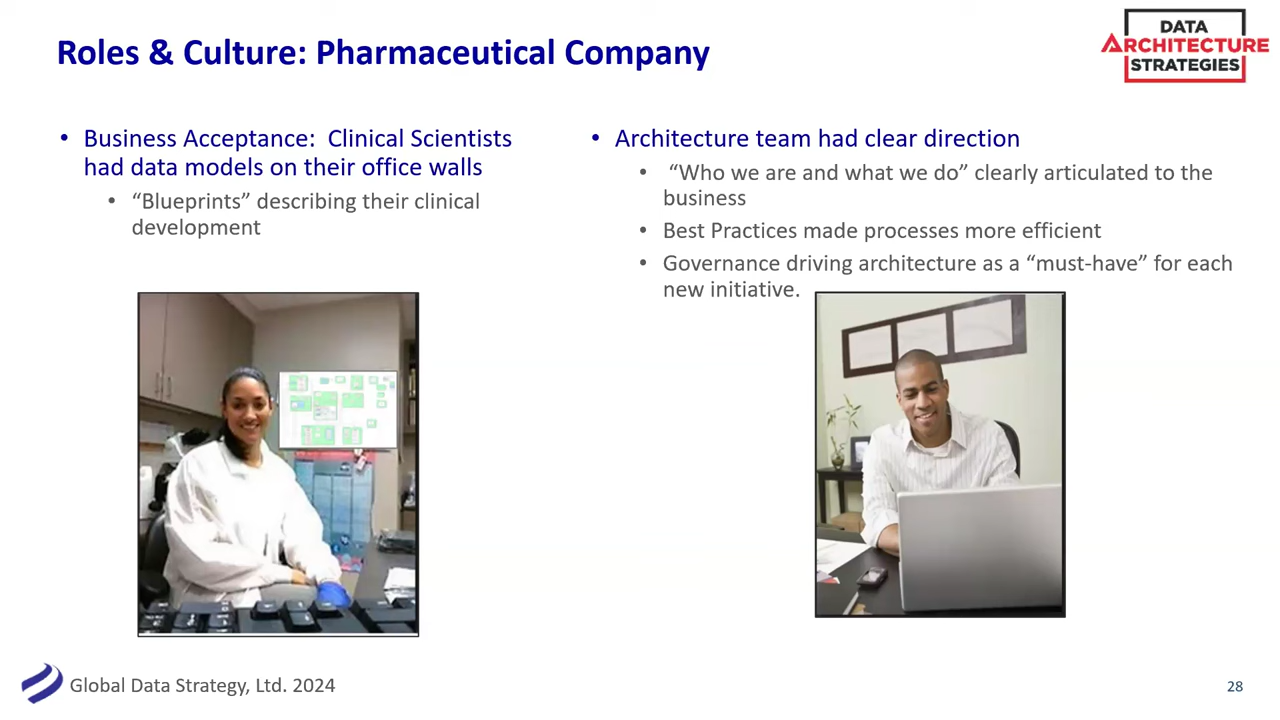 Roles & Culture: Pharmaceutical Company
DATA
ARCHITECTURE
STRATEGIES
• Business Acceptance: Clinical Scientists
had data models on their office walls
• “Blueprints” describing their clinical
development
• Architecture team had clear direction
• “Who we are and what we do” clearly articulated to the
business
• Best Practices made processes more efficient
• Governance driving architecture as a “must-have” for each
new initiative.
Global Data Strategy, Ltd. 2024
28